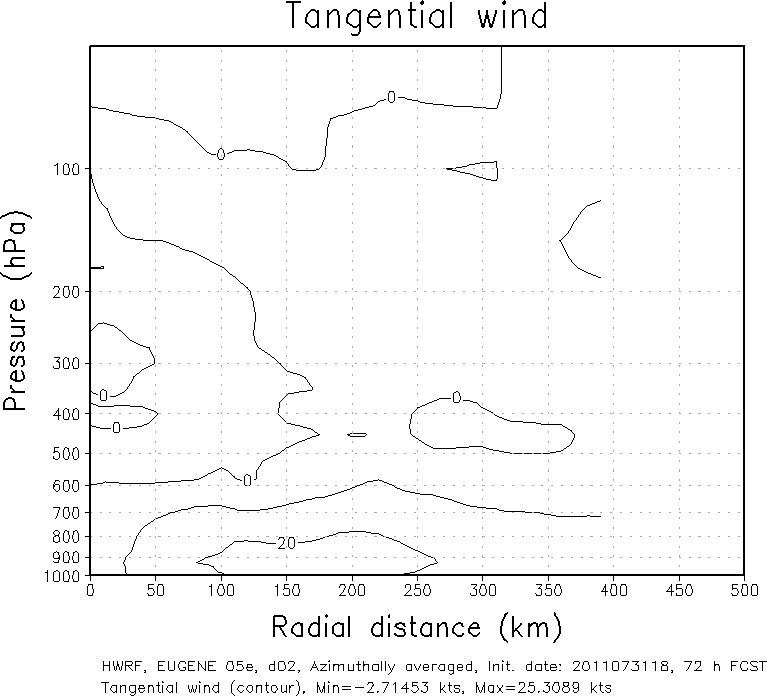 Tangential wind
0
0
100
200
300
0
0
400
0
500
0
600
700
800
20
900
1000
0 50 100 150 200 250 300 350 400 450 500
Pressure (hPa)
Radial distance (km)
HWRF, EUGENE 05e, d02, Azimuthally averaged, Init. date: 2011073118, 72 h FCST
Tangential wind (contour), Min=−2.71453 kts, Max=25.3089 kts